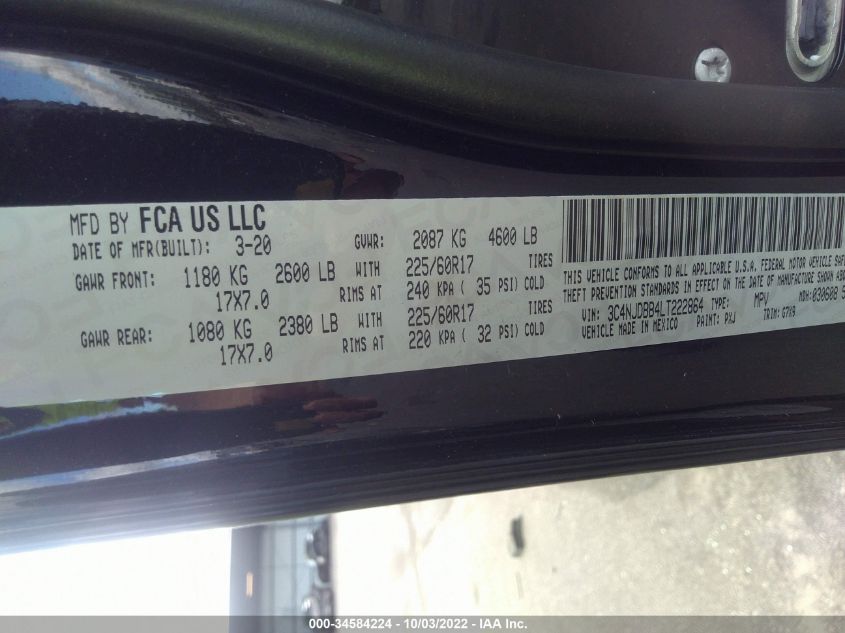 MFD BY FCA US LLC
DATE OF MFR(BUILT): 3-20 GVWR: 2087 KG 4600 LB
GAWR FRONT: 1180 KG 2600 LB WITH 225/60R17 TIRES
17X7.0 RIMS AT 240 KPA ( 35 PSI) COLD
GAWR REAR: 1080 KG 2380 LB WITH 225/60R17 TIRES
17X7.0 RIMS AT 220 KPA ( 32 PSI) COLD
THIS VEHICLE CONFORMS TO ALL APPLICABLE U.S.A. FEDERAL MOTOR VEHICLE
THEFT PREVENTION STANDARDS IN EFFECT ON THE DATE OF MANUFACTURE SHOWN
VIN: 3C4NJDBB4LT222864 TYPE: MPV MDH:030608
VEHICLE MADE IN MEXICO PAINT: PXJ TRIM:G7X9
000-34584224 - 10/03/2022 - IAA Inc.